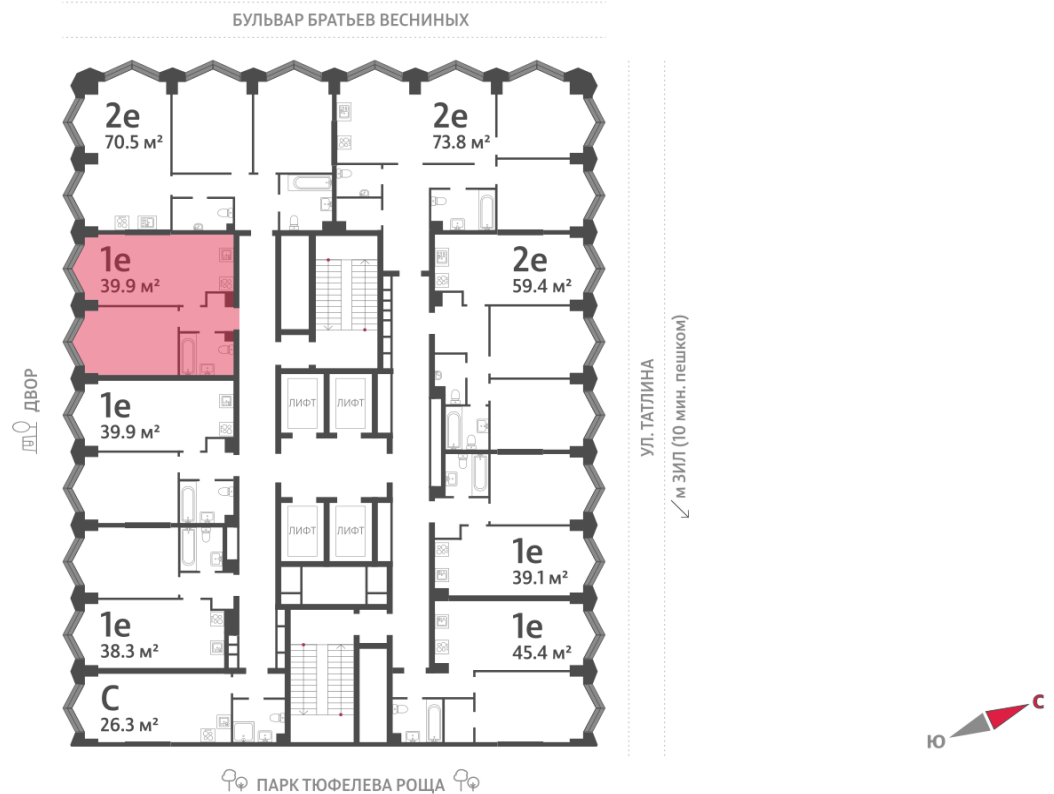 БУЛЬВАР БРАТЬЕВ ВЕСНИНЫХ
2е
70.5 м²
2е
73.8 м²
1е
39.9 м²
2е
59.4 м²
ДВОР
1е
39.9 м²
ЛИФТ
ЛИФТ
УЛ. ТАТЛИНА
м ЗИЛ (10 мин. пешком)
ЛИФТ
ЛИФТ
1е
39.1 м²
1е
38.3 м²
1е
45.4 м²
С
26.3 м²
С
Ю
ПАРК ТЮФЕЛЕВА РОЩА